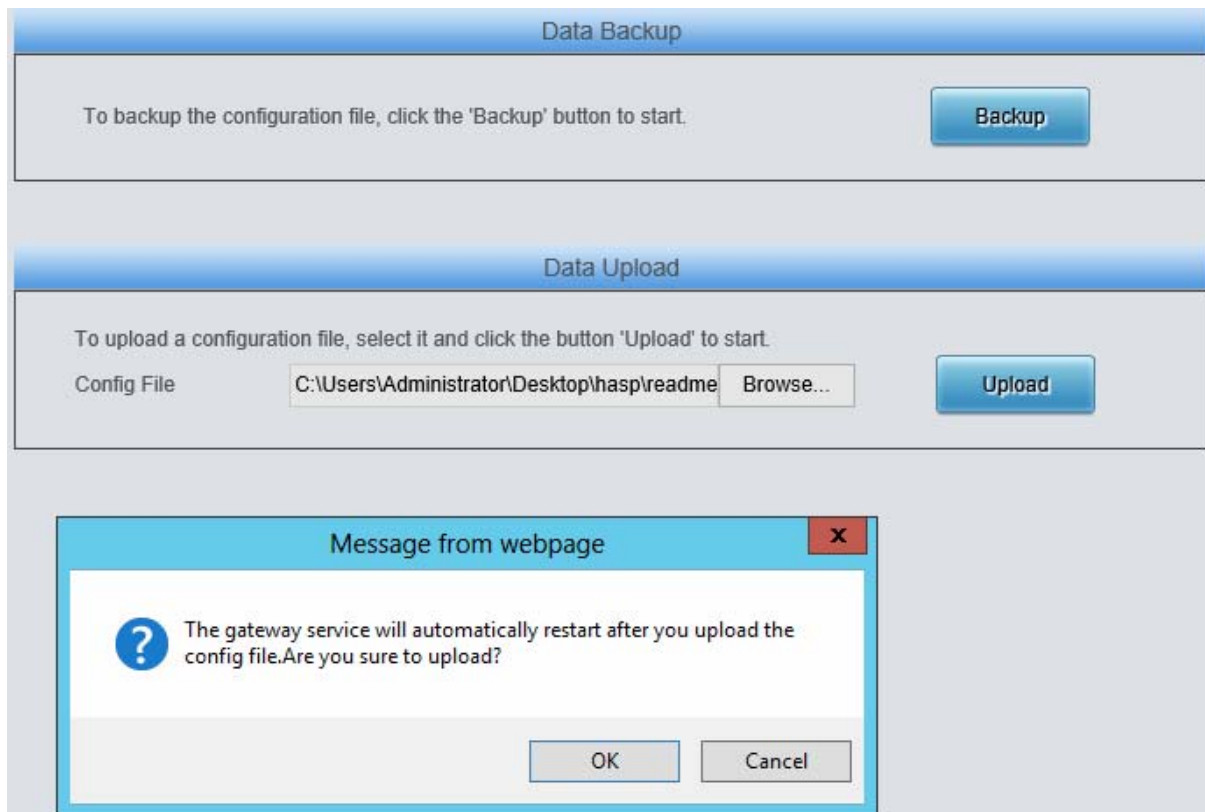 Data Backup
To backup the configuration file, click the 'Backup' button to start.
Backup
Data Upload
To upload a configuration file, select it and click the button 'Upload' to start.
Config File
C:\Users\Administrator\Desktop\hasp\readme
Browse...
Upload
Message from webpage
x
The gateway service will automatically restart after you upload the
config file.Are you sure to upload?
OK
Cancel